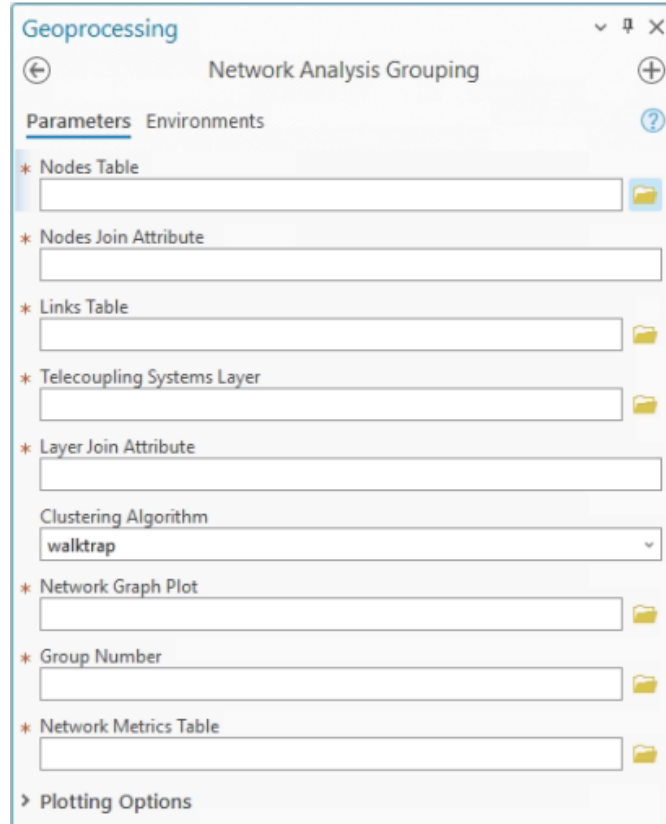 Geoprocessing
Network Analysis Grouping
Parameters Environments
* Nodes Table
* Nodes Join Attribute
* Links Table
* Telecoupling Systems Layer
* Layer Join Attribute
Clustering Algorithm
walktrap
* Network Graph Plot
* Group Number
* Network Metrics Table
> Plotting Options